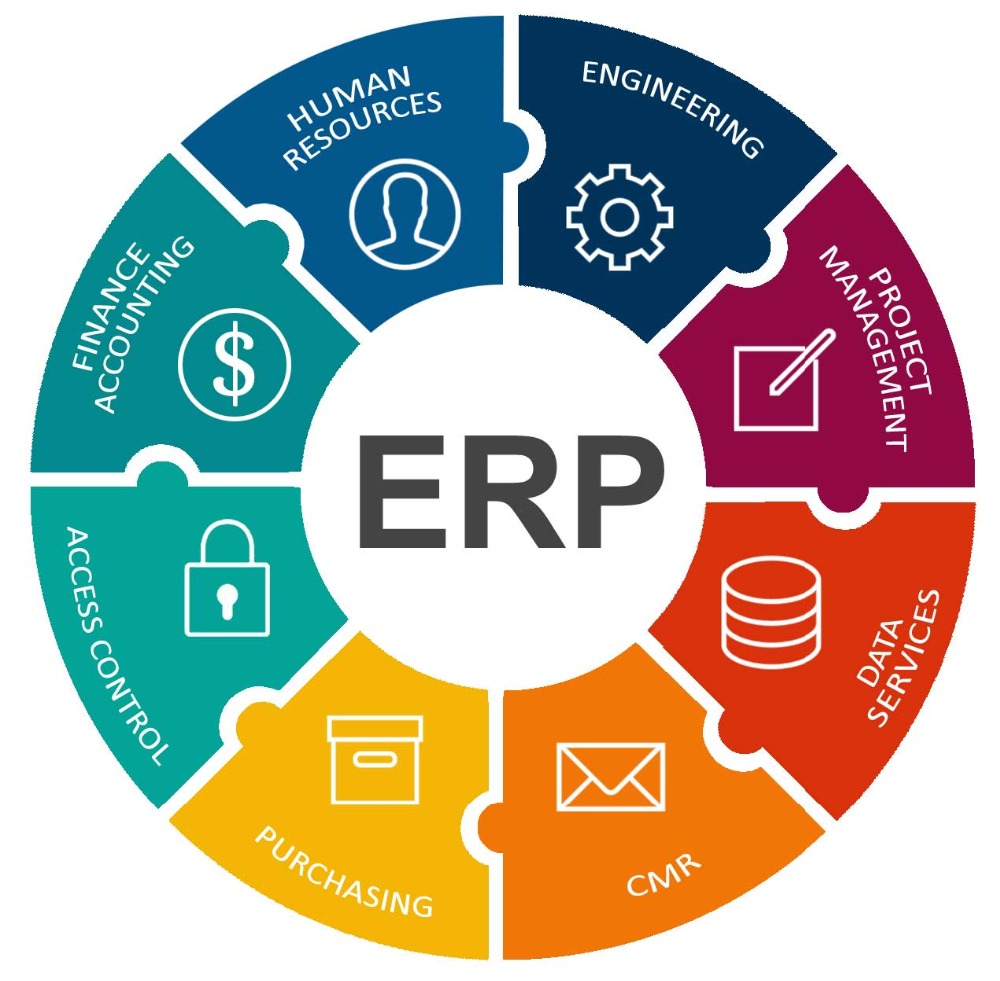 HUMAN
RESOURCES
ENGINEERING
PROJECT
MANAGEMENT
DATA
SERVICES
CMR
PURCHASING
ACCESS CONTROL
FINANCE
ACCOUNTING
$
ERP